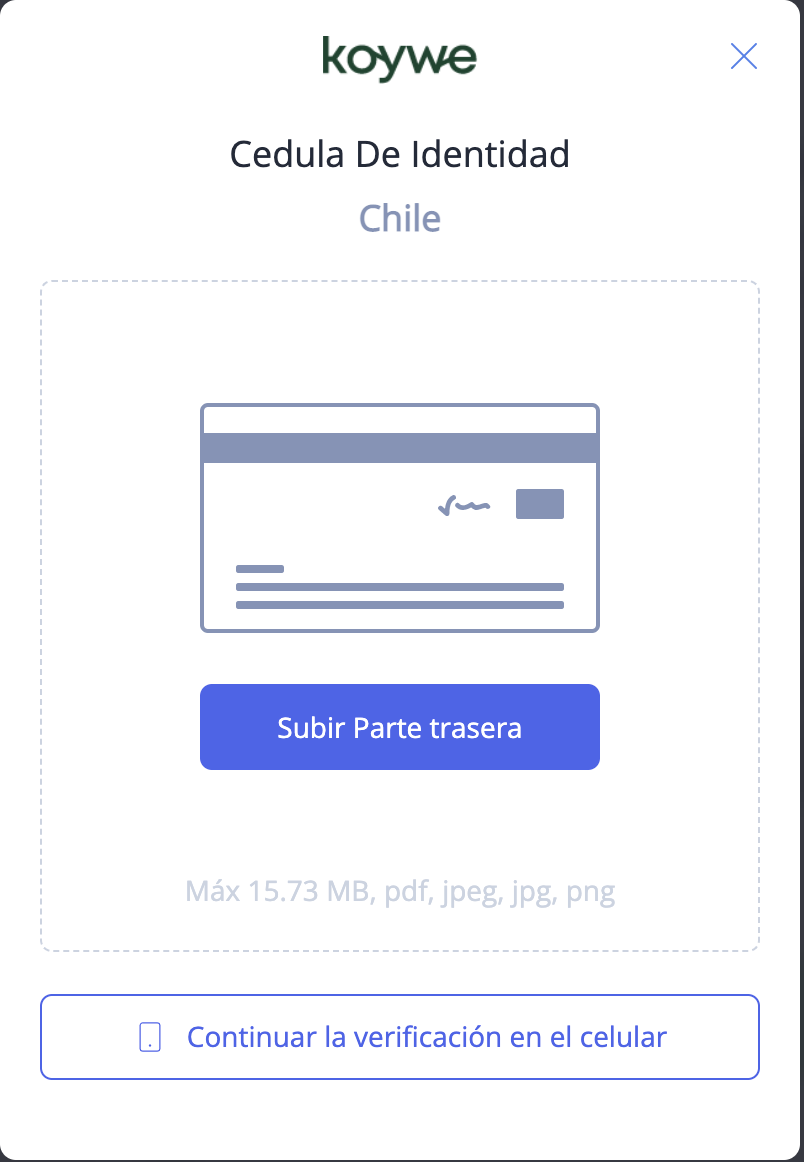 koywe
Cedula De Identidad
Chile
Subir Parte trasera
Máx 15.73 MB, pdf, jpeg, jpg, png
Continuar la verificación en el celular